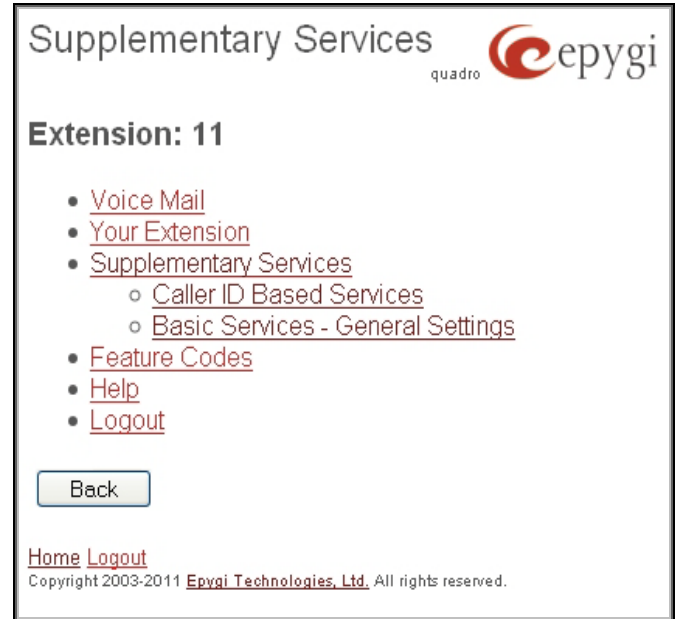 Supplementary Services
quadro
epygi
Extension: 11
Voice Mail
Your Extension
Supplementary Services
Caller ID Based Services
Basic Services - General Settings
Feature Codes
Help
Logout
Back
Home Logout
Copyright 2003-2011 Epygi Technologies, Ltd. All rights reserved.